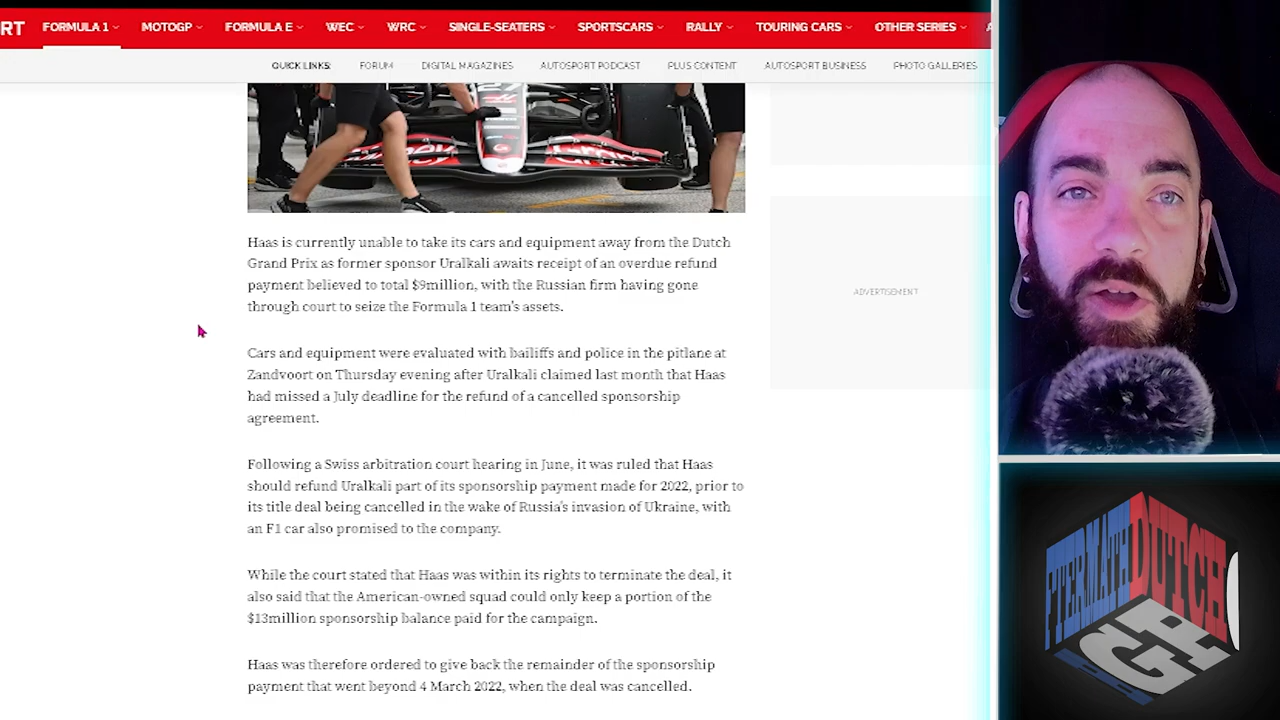 RT FORMULA 1 MOTOGP FORMULA E WEC WRC SINGLE-SEATERS SPORTSCARS RALLY TOURING CARS OTHER SERIES
QUICK LINKS: FORUM DIGITAL MAGAZINES AUTOSPORT PODCAST PLUS CONTENT AUTOSPORT BUSINESS PHOTO GALLERIES
Haas is currently unable to take its cars and equipment away from the Dutch
Grand Prix as former sponsor Uralkali awaits receipt of an overdue refund
payment believed to total $9million, with the Russian firm having gone
through court to seize the Formula 1 team's assets.
Cars and equipment were evaluated with bailiffs and police in the pitlane at
Zandvoort on Thursday evening after Uralkali claimed last month that Haas
had missed a July deadline for the refund of a cancelled sponsorship
agreement.
Following a Swiss arbitration court hearing in June, it was ruled that Haas
should refund Uralkali part of its sponsorship payment made for 2022, prior to
its title deal being cancelled in the wake of Russia's invasion of Ukraine, with
an F1 car also promised to the company.
While the court stated that Haas was within its rights to terminate the deal, it
also said that the American-owned squad could only keep a portion of the
$13million sponsorship balance paid for the campaign.
Haas was therefore ordered to give back the remainder of the sponsorship
payment that went beyond 4 March 2022, when the deal was cancelled.
ADVERTISEMENT
FTERMATH
DUTCH
GP